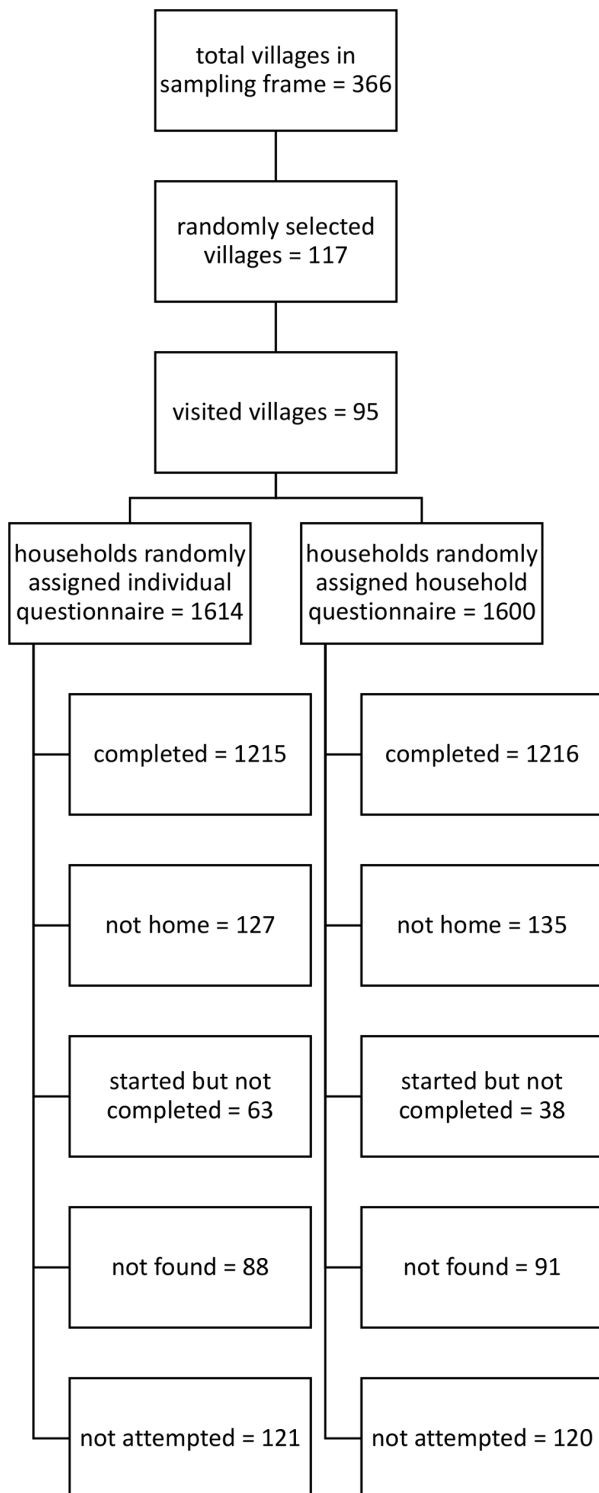 total villages in
sampling frame = 366
randomly selected
villages = 117
visited villages = 95
households randomly
assigned individual
questionnaire = 1614
households randomly
assigned household
questionnaire = 1600
completed = 1215
completed = 1216
not home = 127
not home = 135
started but not
completed = 63
started but not
completed = 38
not found = 88
not found = 91
not attempted = 121
not attempted = 120